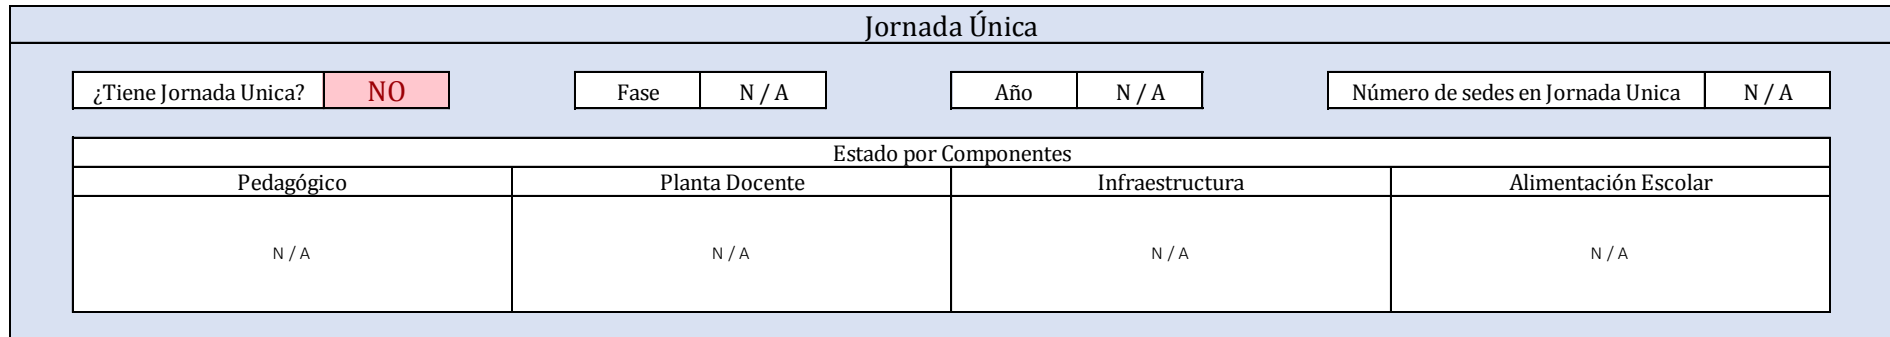 Jornada Única
¿Tiene Jornada Unica? NO Fase N / A Año N / A Número de sedes en Jornada Unica N / A
Estado por Componentes
Pedagógico Planta Docente Infraestructura Alimentación Escolar
N / A N / A N / A N / A